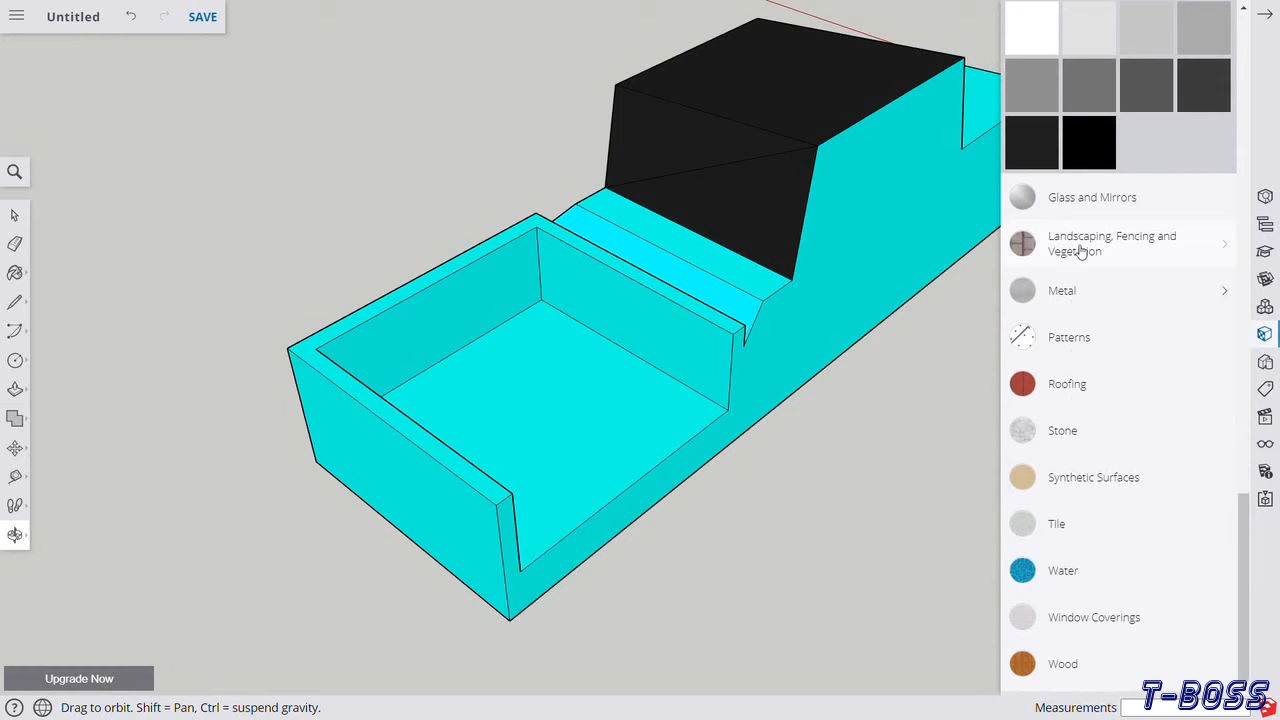 Untitled
SAVE
Glass and Mirrors
Landscaping, Fencing and
Vegetation
Metal
Patterns
Roofing
Stone
Synthetic Surfaces
Tile
Water
Window Coverings
Wood
Upgrade Now
Drag to orbit. Shift = Pan, Ctrl = suspend gravity.
Measurements
T-BOSS